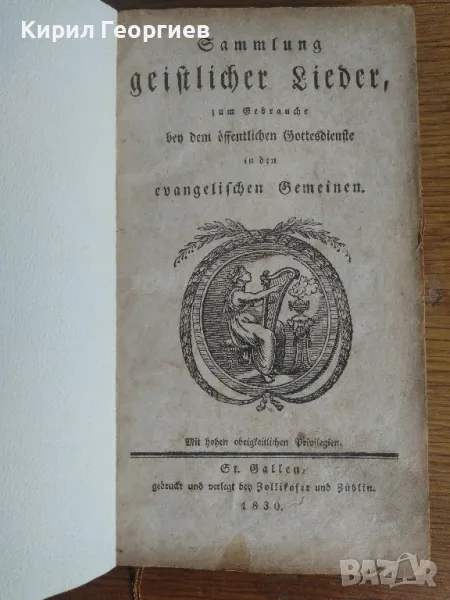 Кирил Георгиев
Sammlung
geistlicher Lieder,
zum Gebrauche
bey dem öffentlichen Gottesdienste
in den
evangelischen Gemeinen.
Mit hohen obrigkeitlichen Privilegien.
St. Gallen,
gedruckt und verlegt bey Zollikofer und Züblin.
1830.
BAZAR